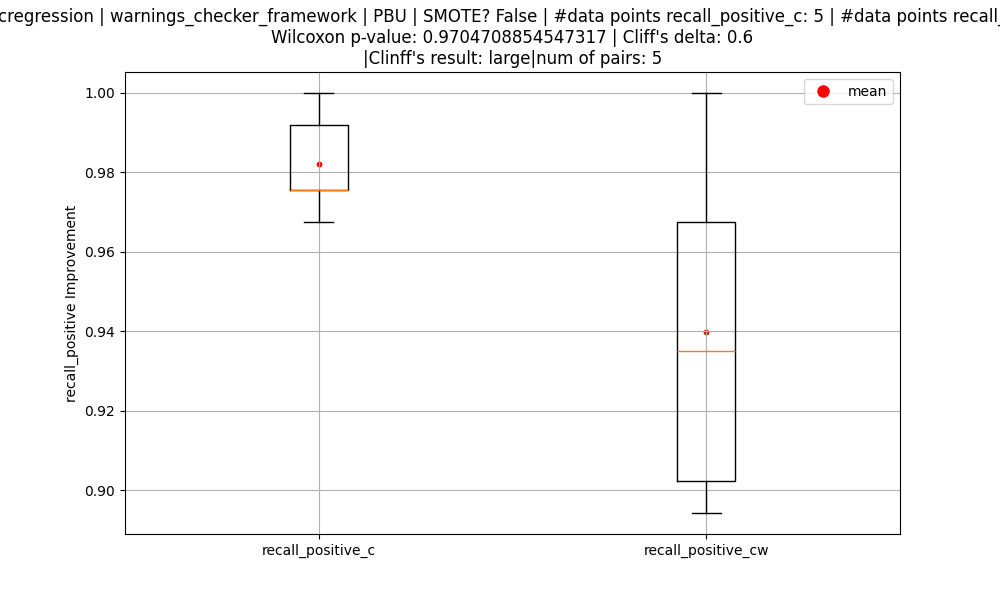 cregression | warnings_checker_framework | PBU | SMOTE? False | #data points recall_positive_c: 5 | #data points recall_
Wilcoxon p-value: 0.9704708854547317 | Cliff's delta: 0.6
|Clinff's result: large|num of pairs: 5
mean
1.00
0.98
0.96
0.94
0.92
0.90
recall_positive Improvement
recall_positive_c
recall_positive_cw